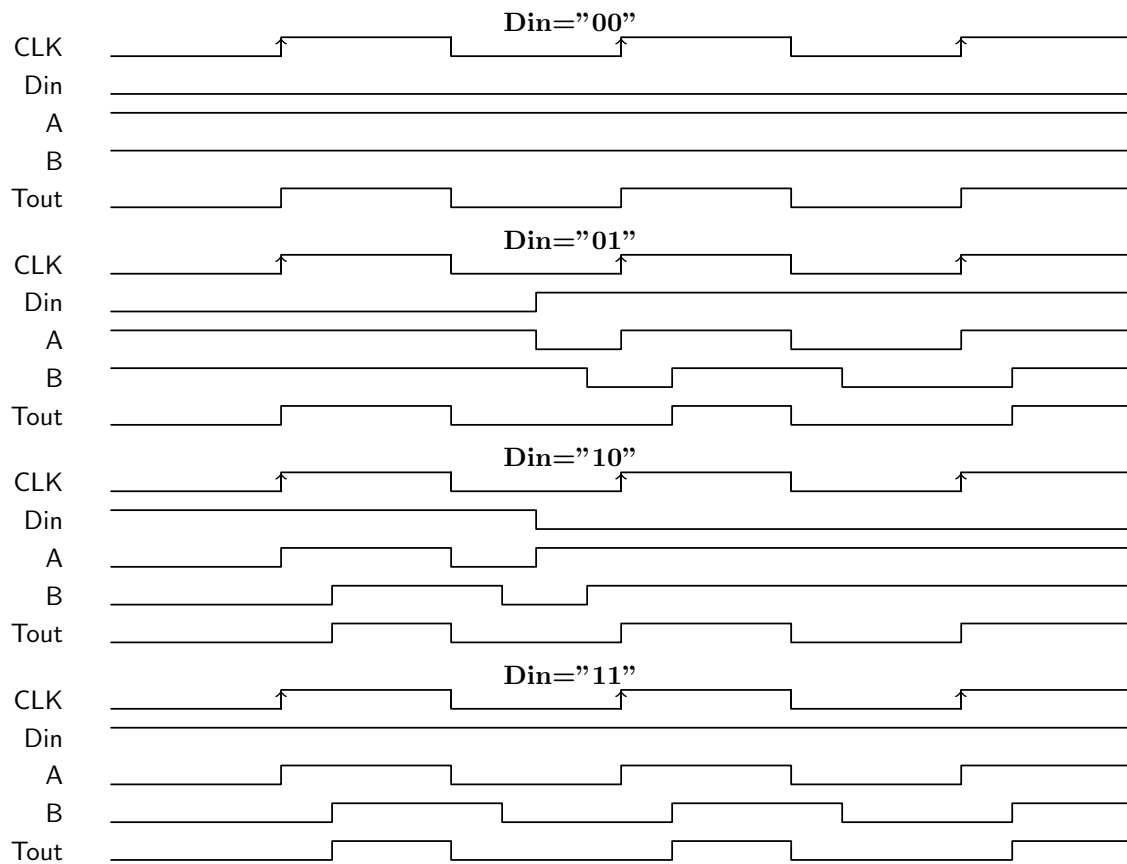 Din=”00”
CLK
Din
A
B
Tout
Din=”01”
CLK
Din
A
B
Tout
Din=”10”
CLK
Din
A
B
Tout
Din=”11”
CLK
Din
A
B
Tout